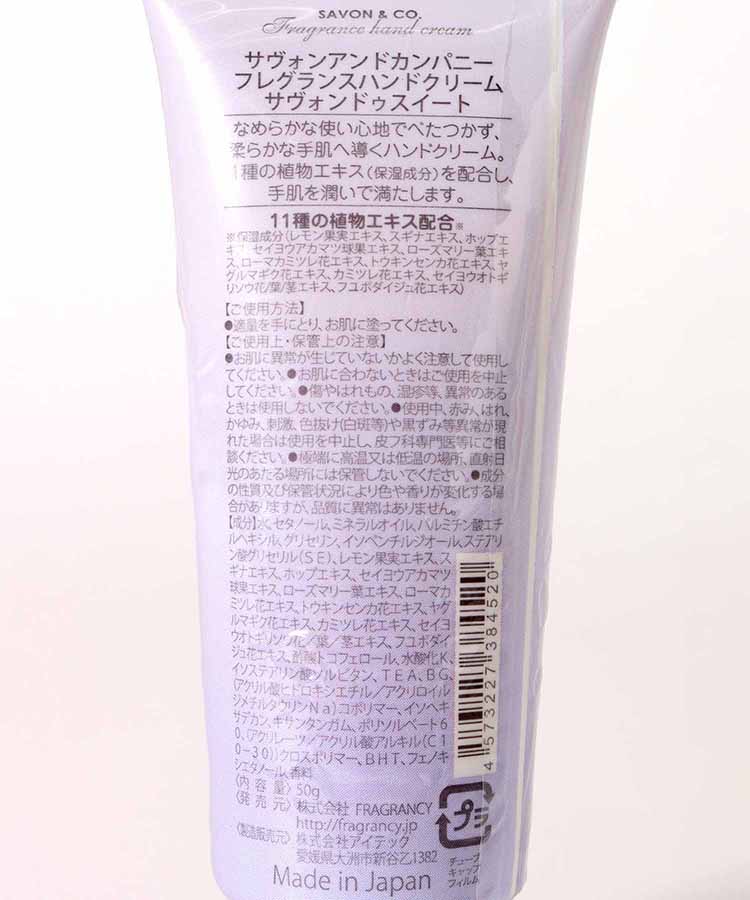 SAVON & CO.
Fragrance hand cream
サヴォンアンドカンパニー
フレグランスハンドクリーム
サヴォンドゥスイート
なめらかな使い心地でべたつかず、
柔らかな手肌へ導くハンドクリーム。
1種の植物エキス(保湿成分)を配合し、
手肌を潤いで満たします。
11種の植物エキス配合※
※保湿成分(レモン果実エキス、スギナエキス、ホップエ
キス、セイヨウアカマツ球果エキス、ローズマリー葉エキ
ス、ローマカミツレ花エキス、トウキンセンカ花エキス、ヤ
グルマギク花エキス、カミツレ花エキス、セイヨウオトギ
リソウ花/葉/茎エキス、フユボダイジュ花エキス)
【ご使用方法】
●適量を手にとり、お肌に塗ってください。
【ご使用上・保管上の注意】
●お肌に異常が生じていないかよく注意して使用し
てください。●お肌に合わないときはご使用を中止
してください。●傷やはれもの、湿疹等、異常のある
ときは使用しないでください。●使用中、赤み、はれ、
かゆみ、刺激、色抜け(白斑等)や黒ずみ等異常が現
れた場合は使用を中止し、皮フ科専門医等にご相
談ください。●極端に高温又は低温の場所、直射日
光のあたる場所には保管しないでください。●成分
の性質及び保管状況により色や香りが変化する場
合がありますが、品質に異常はありません。
【成分】水、セタノール、ミネラルオイル、パルミチン酸エチ
ルヘキシル、グリセリン、イソペンチルジオール、ステアリ
ン酸グリセリル(SE)、レモン果実エキス、ス
ギナエキス、ホップエキス、セイヨウアカマツ
球果エキス、ローズマリー葉エキス、ローマカ
ミツレ花エキス、トウキンセンカ花エキス、ヤグ
ルマギク花エキス、カミツレ花エキス、セイヨ
ウオトギリソウ花/葉/茎エキス、フユボダイ
ジュ花エキス、酢酸トコフェロール、水酸化K、
イソステアリン酸ソルビタン、TEA、BG、
(アクリル酸ヒドロキシエチル/アクリロイル
ジメチルタウリンNa)コポリマー、イソヘキ
サデカン、キサンタンガム、ポリソルベート6
0、(アクリレーツ/アクリル酸アルキル(C1
0-30))クロスポリマー、BHT、フェノキ
シエタノール、香料
〈内容量〉50g
〈発売元〉株式会社 FRAGRANCY
http://fragrancy.jp
〈製造販売元〉株式会社アイテック
愛媛県大洲市新谷乙1382
Made in Japan
4 573227 384520
プラ
チューブ
キャップ
フィルム